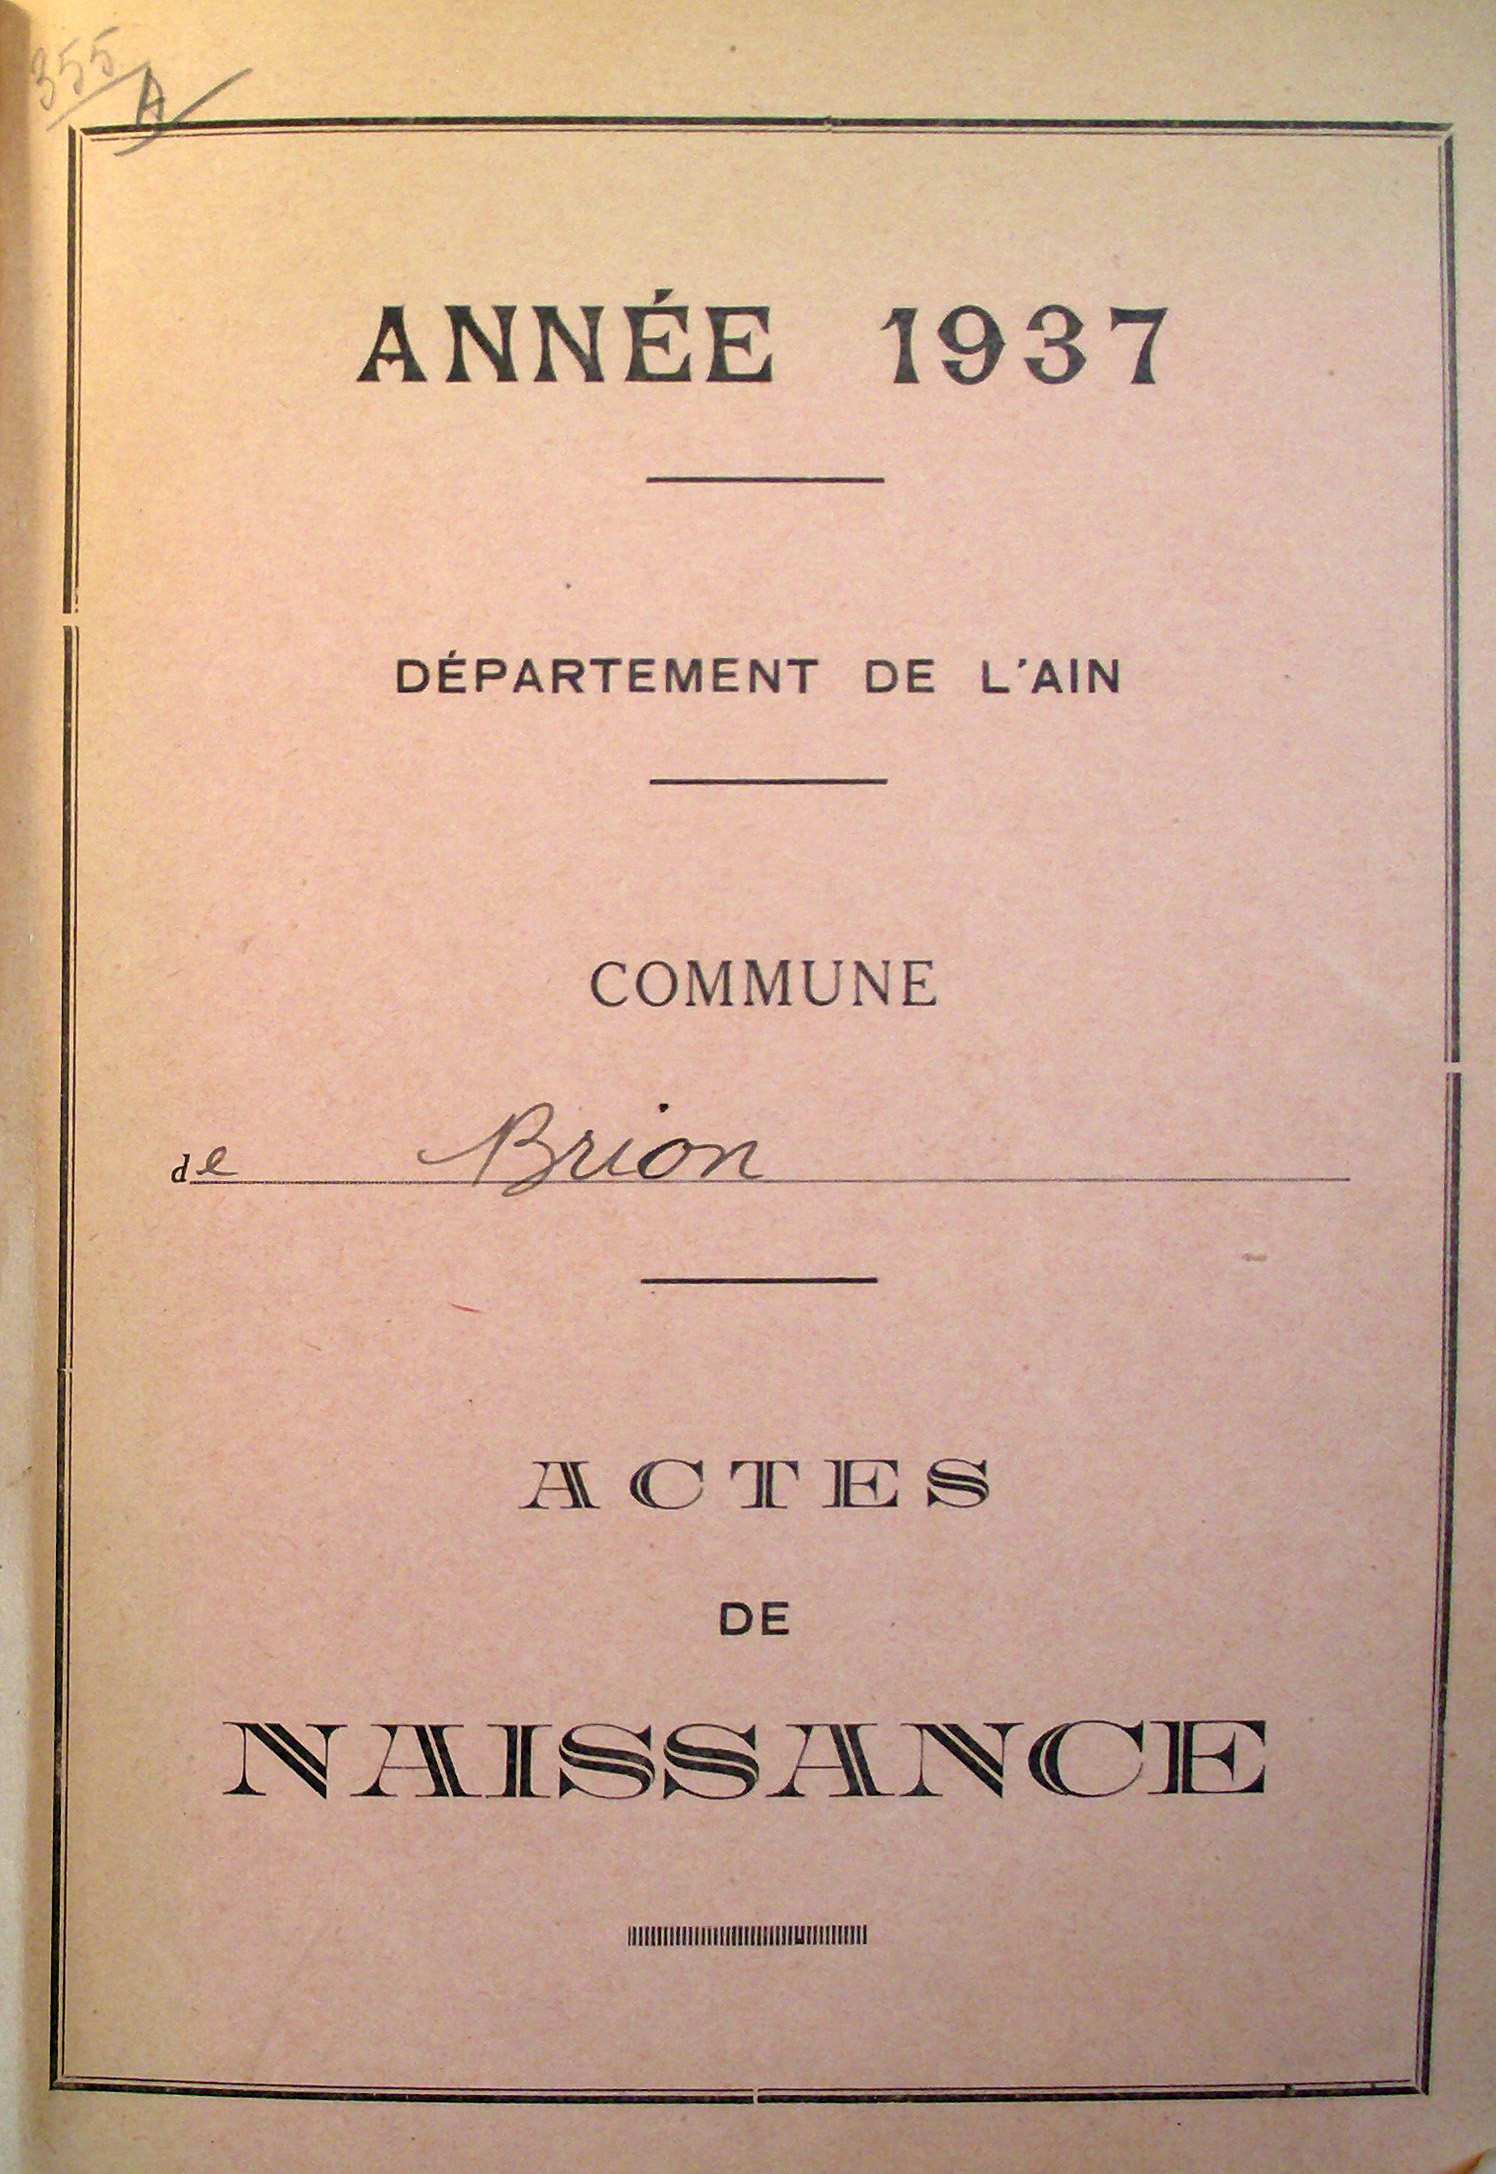 355
A
ANNÉE 1937
DÉPARTEMENT DE L'AIN
COMMUNE
de Brion
ACTES
DE
NAISSANCE